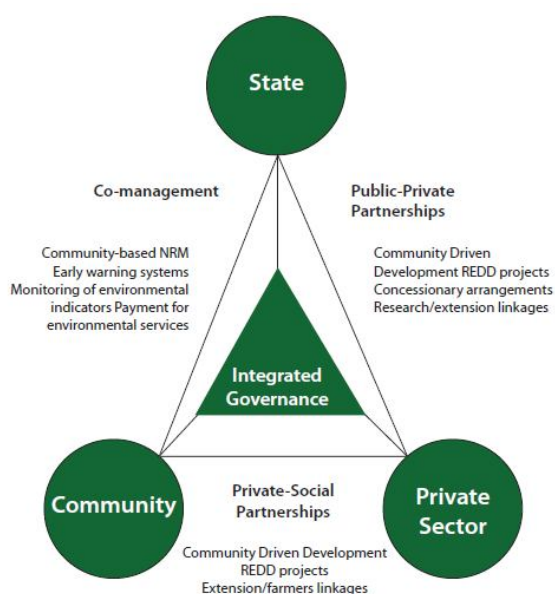 State
Co-management
Public-Private
Partnerships
Community-based NRM
Early warning systems
Monitoring of environmental
indicators Payment for
environmental services
Community Driven
Development REDD projects
Concessionary arrangements
Research/extension linkages
Integrated
Governance
Community
Private-Social
Partnerships
Private
Sector
Community Driven Development
REDD projects
Extension/farmers linkages